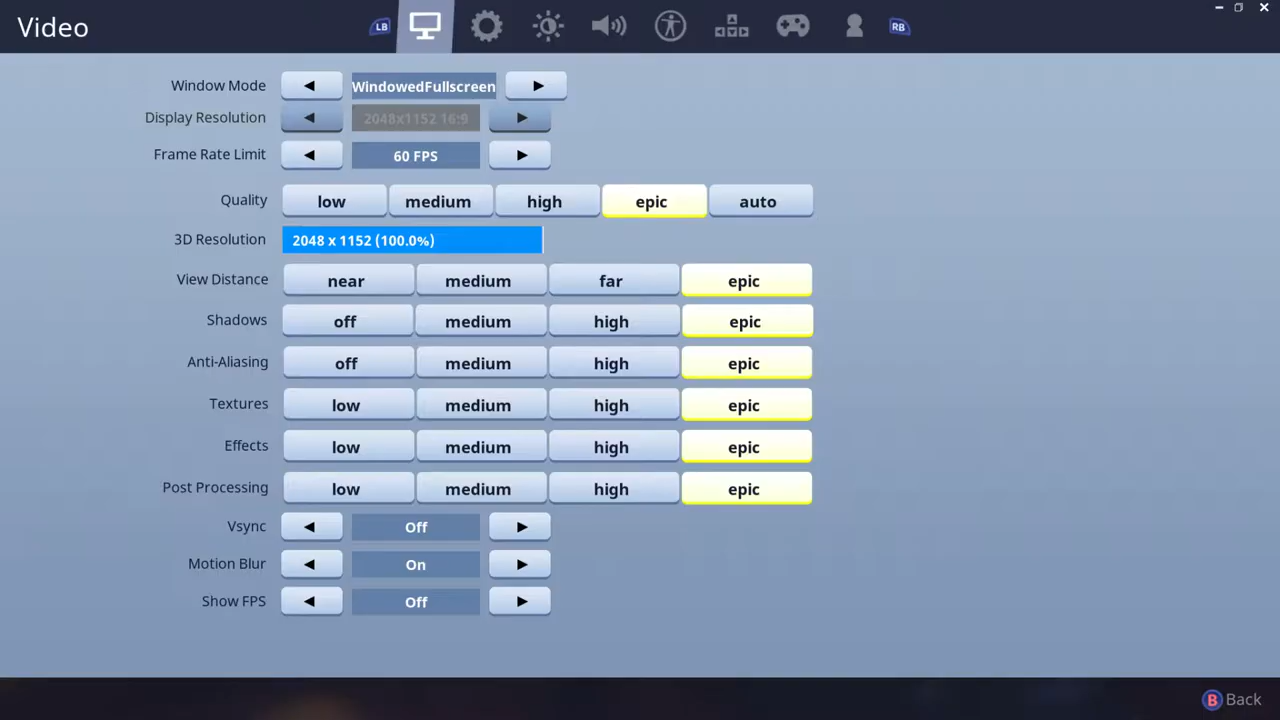 Video LB RB
Window Mode WindowedFullscreen
Display Resolution 2048x1152 16:9
Frame Rate Limit 60 FPS
Quality low medium high epic auto
3D Resolution 2048 x 1152 (100.0%)
View Distance near medium far epic
Shadows off medium high epic
Anti-Aliasing off medium high epic
Textures low medium high epic
Effects low medium high epic
Post Processing low medium high epic
Vsync Off
Motion Blur On
Show FPS Off
B Back